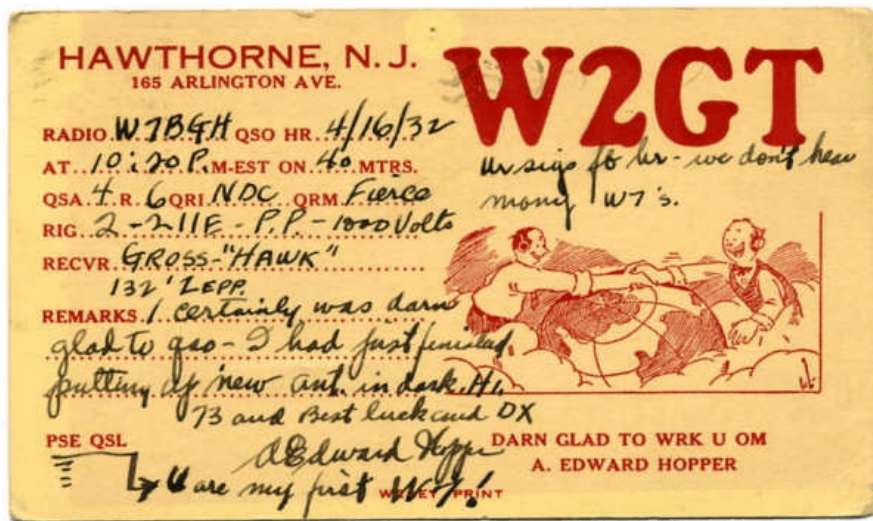 HAWTHORNE, N. J.
165 ARLINGTON AVE.
W2GT
RADIO W7BGH QSO HR 4/16/32
AT 10:20 P. M-EST ON 40 MTRS.
QSA 4 R 6 QRI NDC QRM Fierce
RIG 2-211E - P.P. - 1000 Volts
RECVR GROSS-"HAWK"
132' ZEPP.
ur sigs fb hr - we don't hear
many W7's.
REMARKS I certainly was darn
glad to qso - I had just finished
putting up new ant. in dark. Hi.
73 and Best luck and DX
PSE QSL
A Edward Hopper
U are my first W7!
DARN GLAD TO WRK U OM
A. EDWARD HOPPER
PRINT